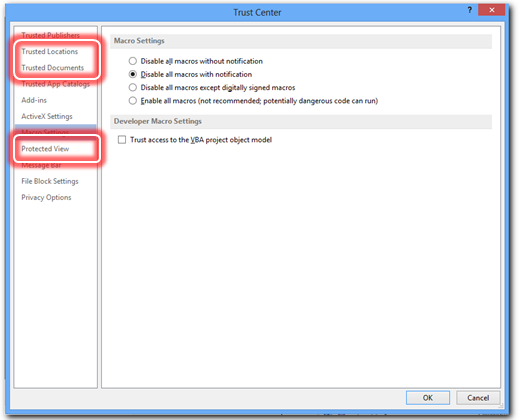 Trust Center
?
Trusted Publishers
Trusted Locations
Trusted Documents
Trusted App Catalogs
Add-ins
ActiveX Settings
Macro Settings
Protected View
Message Bar
File Block Settings
Privacy Options
Macro Settings
Disable all macros without notification
Disable all macros with notification
Disable all macros except digitally signed macros
Enable all macros (not recommended; potentially dangerous code can run)
Developer Macro Settings
Trust access to the VBA project object model
OK Cancel